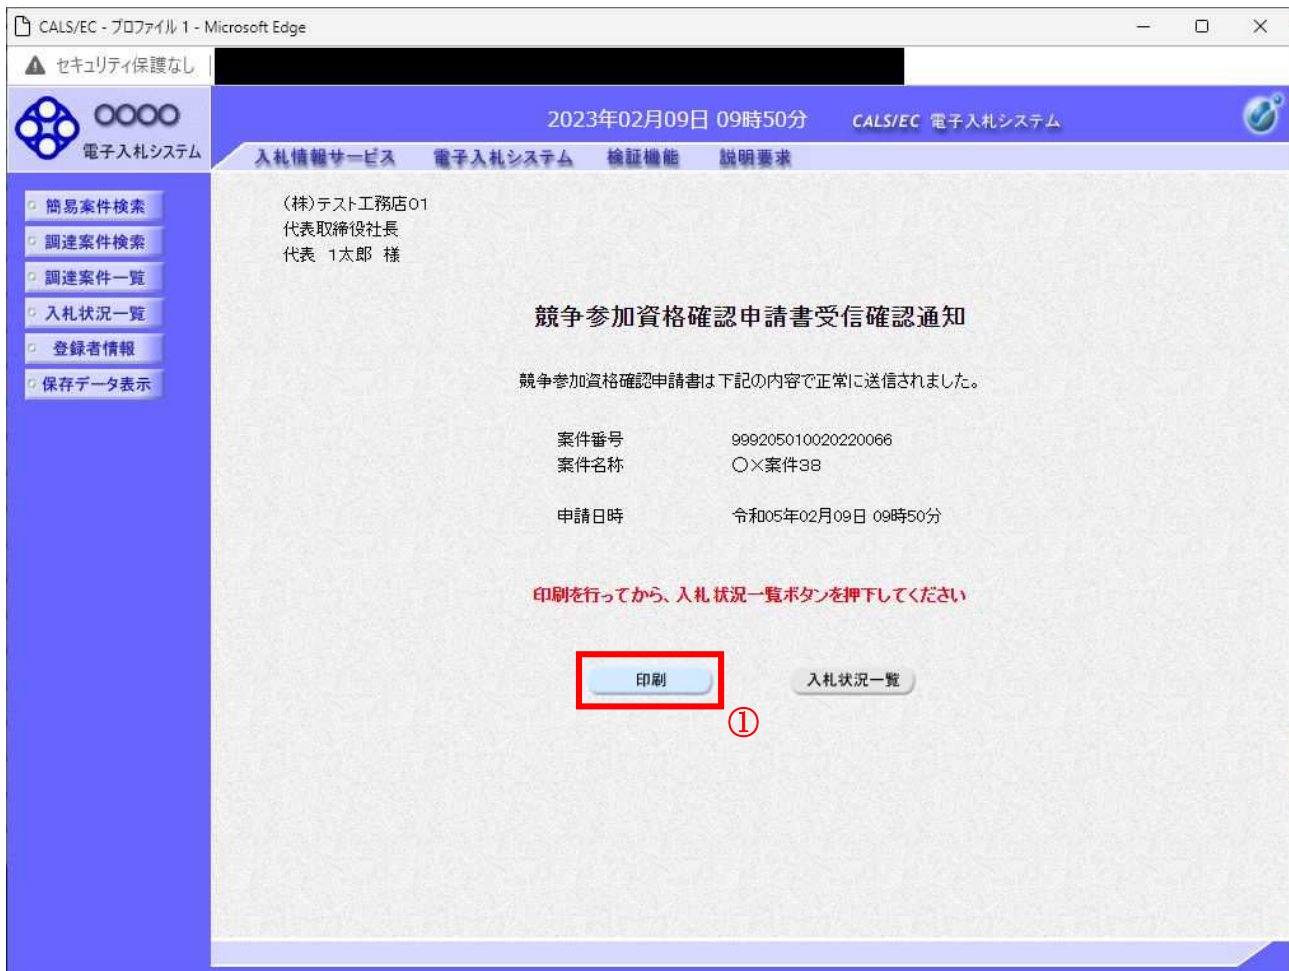 CALS/EC - プロファイル 1 - Microsoft Edge
セキュリティ保護なし
OOOO
電子入札システム
2023年02月09日 09時50分
CALS/EC 電子入札システム
入札情報サービス 電子入札システム 検証機能 説明要求
簡易案件検索
調達案件検索
調達案件一覧
入札状況一覧
登録者情報
保存データ表示
(株)テスト工務店01
代表取締役社長
代表 1太郎 様
競争参加資格確認申請書受信確認通知
競争参加資格確認申請書は下記の内容で正常に送信されました。
案件番号 999205010020220066
案件名称 〇×案件38
申請日時 令和05年02月09日 09時50分
印刷を行ってから、入札状況一覧ボタンを押下してください
印刷 入札状況一覧
①